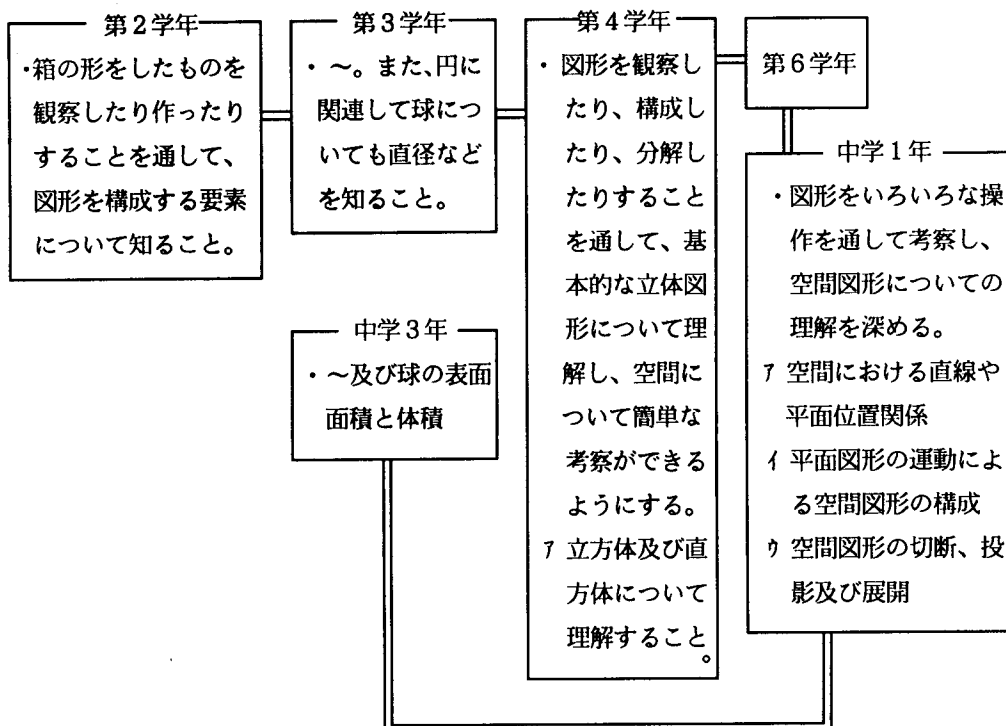 第2学年
・箱の形をしたものを
観察したり作ったり
することを通して、
図形を構成する要素
について知ること。
第3学年
・〜。また、円に
関連して球につ
いても直径など
を知ること。
第4学年
・図形を観察し
たり、構成し
たり、分解し
たりすること
を通して、基
本的な立体図
形について理
解し、空間に
ついて簡単な
考察ができる
ようにする。
ア 立方体及び直
方体について
理解すること。
第6学年
中学1年
・図形をいろいろな操
作を通して考察し、
空間図形についての
理解を深める。
ア 空間における直線や
平面位置関係
イ 平面図形の運動によ
る空間図形の構成
ウ 空間図形の切断、投
影及び展開
中学3年
・〜及び球の表面
面積と体積